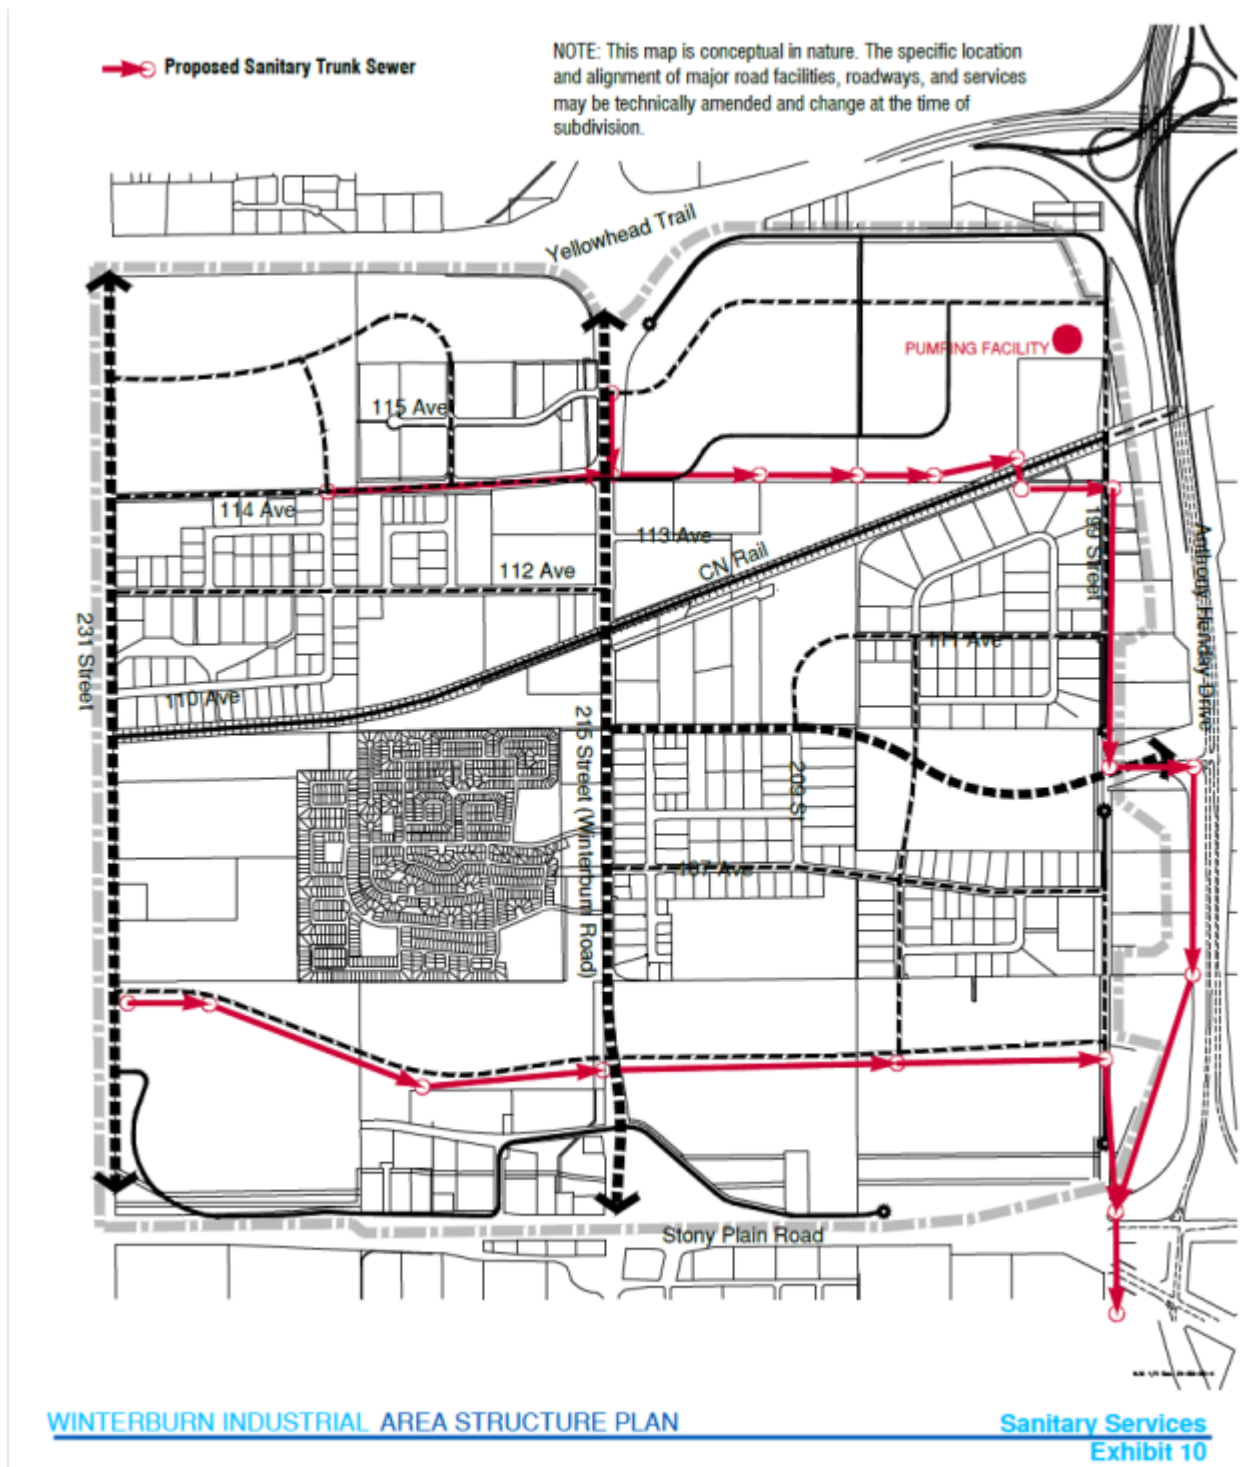 Proposed Sanitary Trunk Sewer
NOTE: This map is conceptual in nature. The specific location
and alignment of major road facilities, roadways, and services
may be technically amended and change at the time of
subdivision.
Yellowhead Trail
PUMPING FACILITY
115 Ave
114 Ave
113 Ave
112 Ave
CN Rail
199 Street
Anthony Henday Drive
111 Ave
231 Street
110 Ave
215 Street (Winterburn Road)
209 St
107 Ave
Stony Plain Road
WINTERBURN INDUSTRIAL AREA STRUCTURE PLAN
Sanitary Services
Exhibit 10